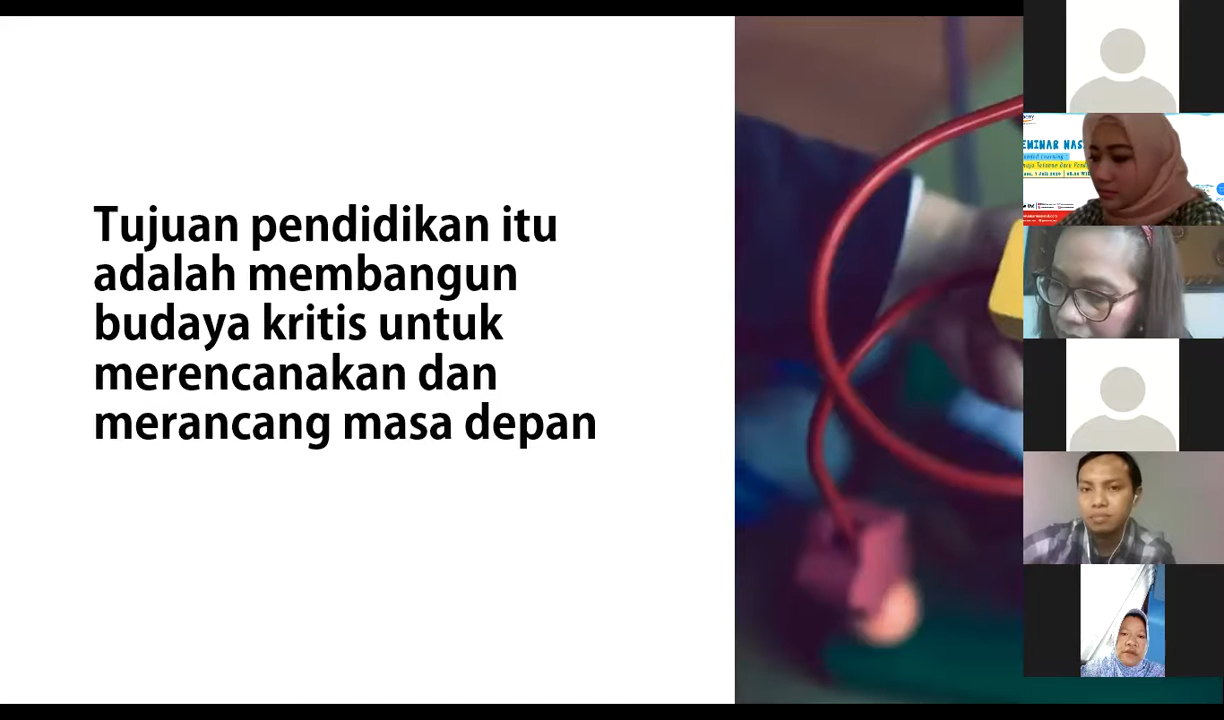 Tujuan pendidikan itu
adalah membangun
budaya kritis untuk
merencanakan dan
merancang masa depan